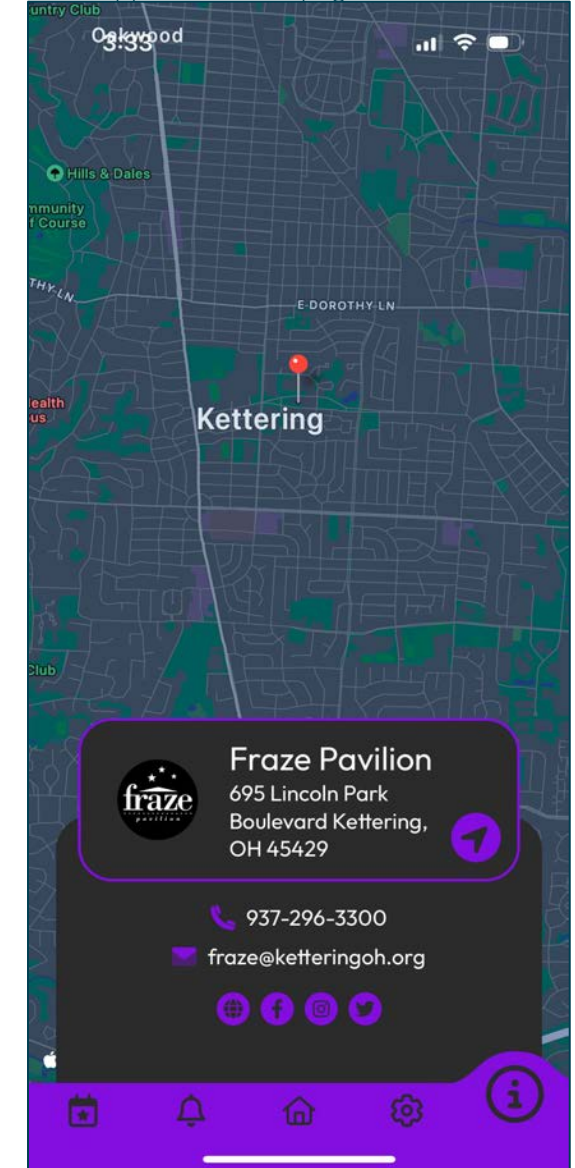 untry Club
Oakwood
3:33
Hills & Dales
mmunity
f Course
THY-LN
E DOROTHY LN
ealth
us
Kettering
Club
fraze
pavilion
Fraze Pavilion
695 Lincoln Park
Boulevard Kettering,
OH 45429
937-296-3300
fraze@ketteringoh.org